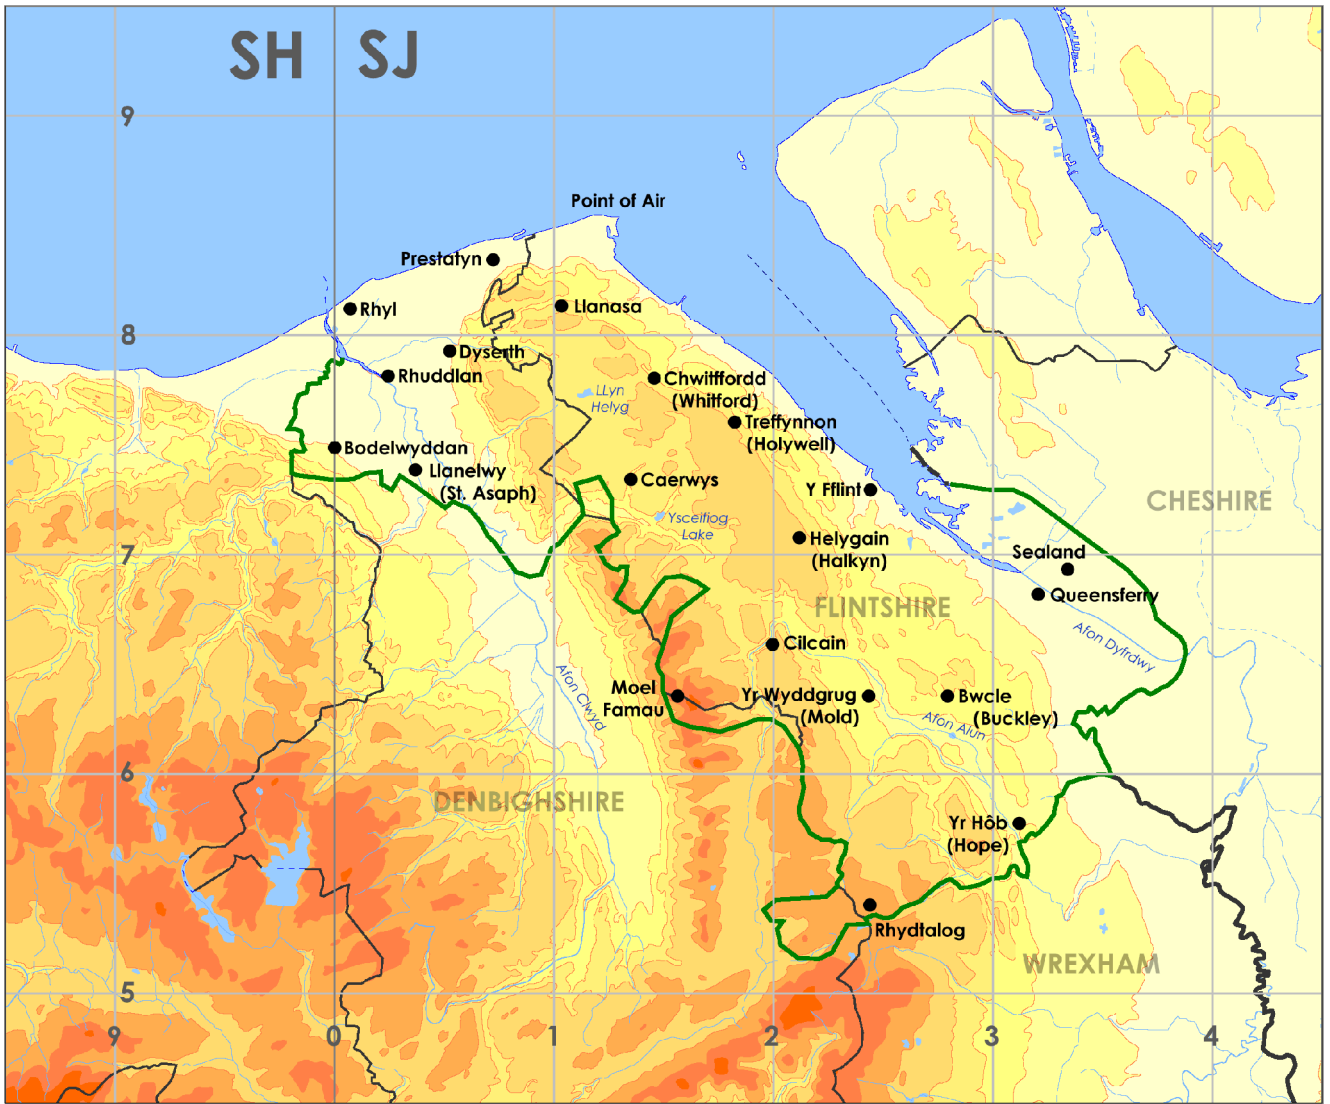 SH SJ
9
Point of Air
Prestatyn
Rhyl
Llanasa
8
Dyserth
Rhuddlan
Chwitffordd
(Whitford)
LLyn
Helyg
Treffynnon
(Holywell)
Bodelwyddan
Llanelwy
(St. Asaph)
Caerwys
Y Fflint
CHESHIRE
Ysceifiog
Lake
Helygain
(Halkyn)
7
Sealand
Queensferry
FLINTSHIRE
Afon Dyfrdwy
Cilcain
Afon Clwyd
Moel
Famau
Yr Wyddgrug
(Mold)
Bwcle
(Buckley)
Afon Alun
6
DENBIGHSHIRE
Yr Hôb
(Hope)
Rhydtalog
WREXHAM
5
9 0 1 2 3 4